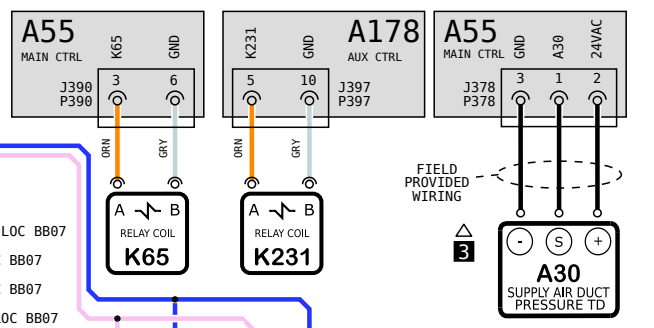 A55
MAIN CTRL
K65
GND
J390
P390
3
6
ORN
GRY
A
B
RELAY COIL
K65
A178
AUX CTRL
K231
GND
5
10
J397
P397
ORN
GRY
A
B
RELAY COIL
K231
A55
MAIN CTRL
GND
A30
24VAC
J378
P378
3
1
2
FIELD
PROVIDED
WIRING
3
-
S
+
A30
SUPPLY AIR DUCT
PRESSURE TD
LOC BB07
BB07
BB07
LOC BB07